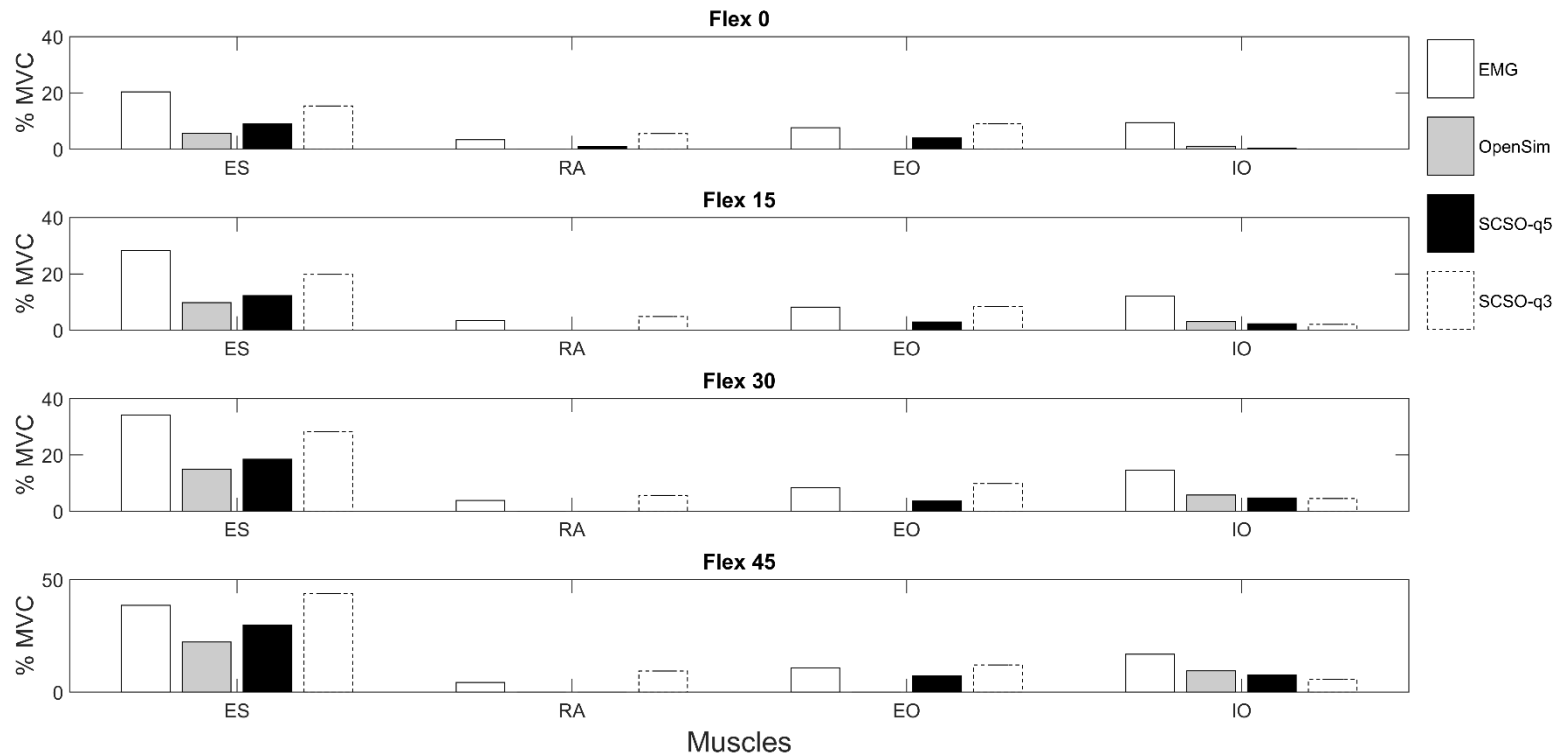 Flex 0
% MVC
40
20
0
ES RA EO IO
Flex 15
% MVC
40
20
0
ES RA EO IO
Flex 30
% MVC
40
20
0
ES RA EO IO
Flex 45
% MVC
50
0
ES RA EO IO
Muscles
EMG
OpenSim
SCSO-q5
SCSO-q3